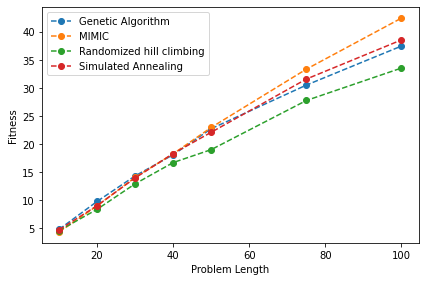 Genetic Algorithm
MIMIC
Randomized hill climbing
Simulated Annealing
Fitness
40
35
30
25
20
15
10
5
20 40 60 80 100
Problem Length